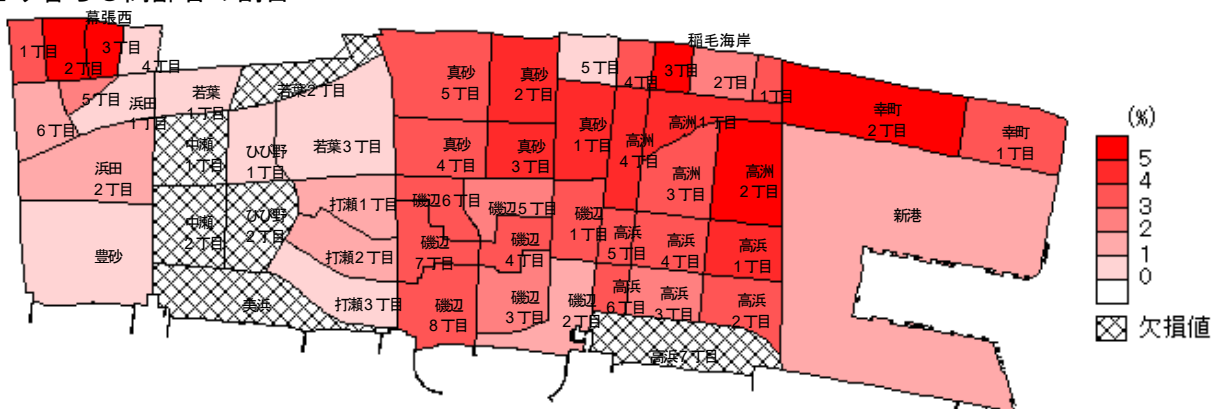 幕張西
1丁目
2丁目
3丁目
4丁目
5丁目
6丁目
浜田
1丁目
浜田
2丁目
豊砂
若葉
1丁目
若葉2丁目
若葉3丁目
中瀬
1丁目
中瀬
2丁目
ひび野
1丁目
ひび野
2丁目
美浜
打瀬1丁目
打瀬2丁目
打瀬3丁目
真砂
5丁目
真砂
2丁目
真砂
4丁目
真砂
3丁目
真砂
1丁目
磯辺6丁目
磯辺5丁目
磯辺
7丁目
磯辺
4丁目
磯辺
1丁目
磯辺
8丁目
磯辺
3丁目
磯辺
2丁目
稲毛海岸
5丁目
4丁目
3丁目
2丁目
1丁目
高洲1丁目
高洲
4丁目
高洲
3丁目
高洲
2丁目
高浜
5丁目
高浜
4丁目
高浜
1丁目
高浜
6丁目
高浜
3丁目
高浜
2丁目
高浜7丁目
幸町
2丁目
幸町
1丁目
新港
(%)
5
4
3
2
1
0
欠損値